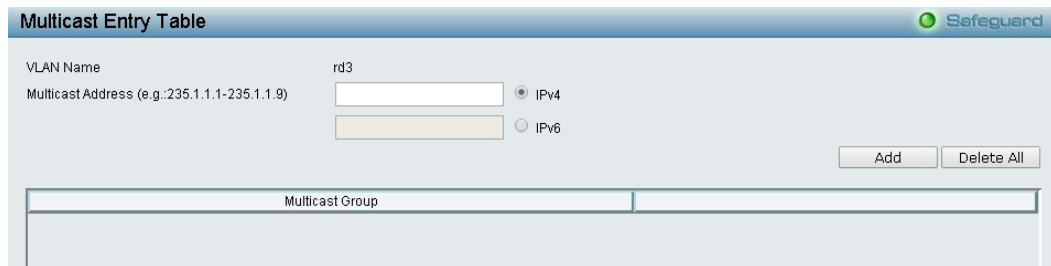 Multicast Entry Table
Safeguard
VLAN Name rd3
Multicast Address (e.g.:235.1.1.1-235.1.1.9) IPv4
IPv6
Add Delete All
Multicast Group